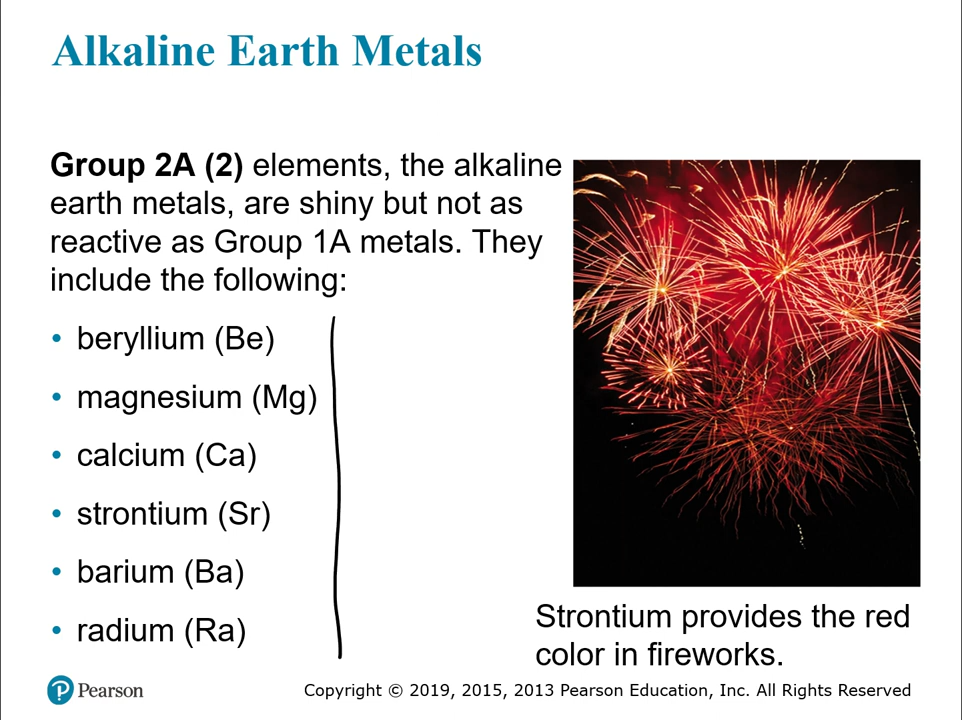 Alkaline Earth Metals
Group 2A (2) elements, the alkaline
earth metals, are shiny but not as
reactive as Group 1A metals. They
include the following:
• beryllium (Be)
• magnesium (Mg)
• calcium (Ca)
• strontium (Sr)
• barium (Ba)
• radium (Ra)
Strontium provides the red
color in fireworks.
P Pearson
Copyright © 2019, 2015, 2013 Pearson Education, Inc. All Rights Reserved